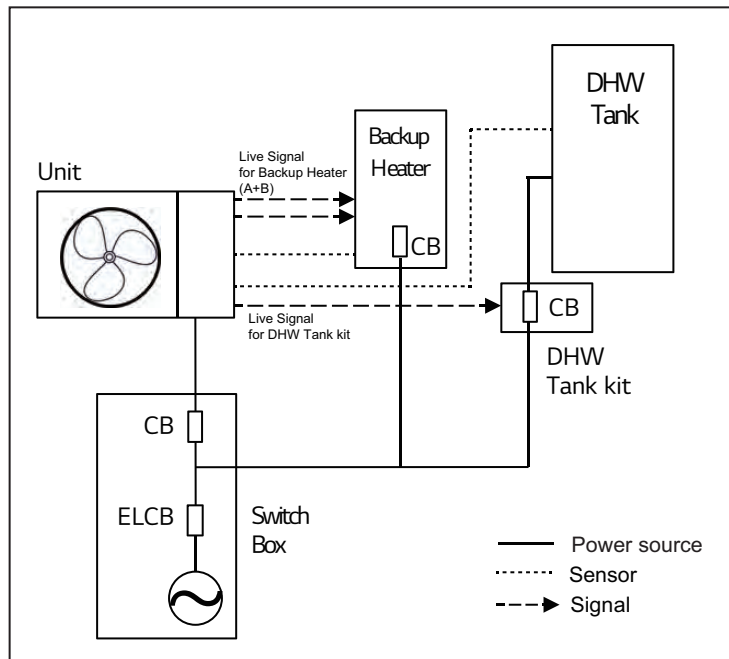 DHW
Tank
Backup
Heater
Live Signal
for Backup Heater
(A+B)
Unit
CB
Live Signal
for DHW Tank kit
CB
DHW
Tank kit
CB
ELCB
Switch
Box
Power source
Sensor
Signal